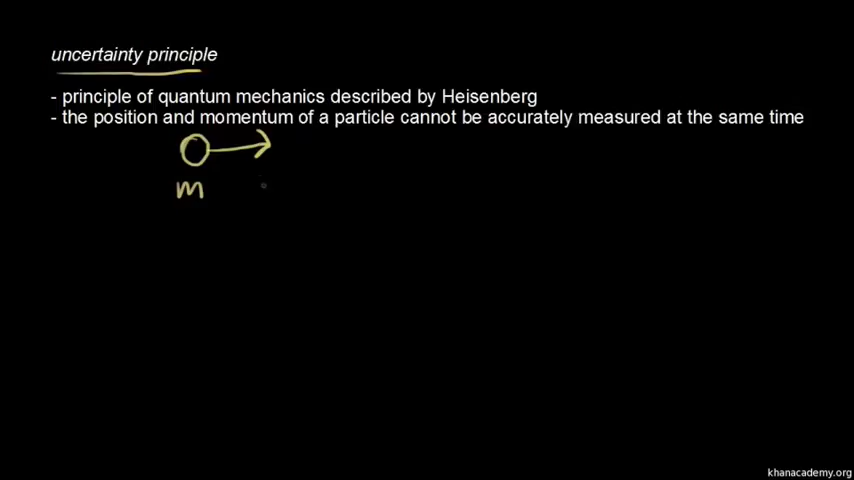 uncertainty principle
- principle of quantum mechanics described by Heisenberg
- the position and momentum of a particle cannot be accurately measured at the same time
m
khanacademy.org